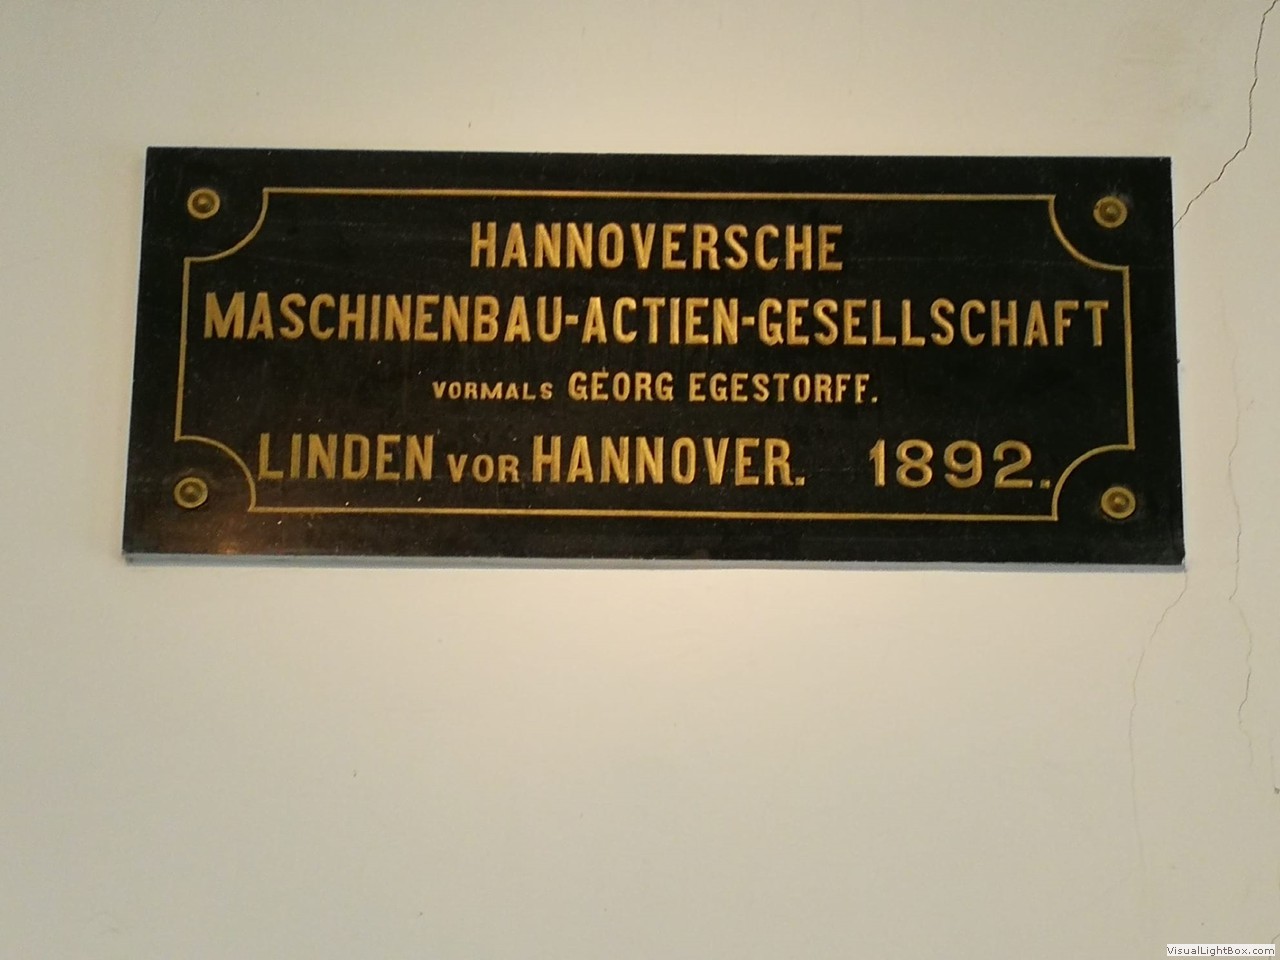 HANNOVERSCHE
MASCHINENBAU-ACTIEN-GESELLSCHAFT
VORMALS GEORG EGESTORFF.
LINDEN VOR HANNOVER. 1892.
VisualLightBox.com